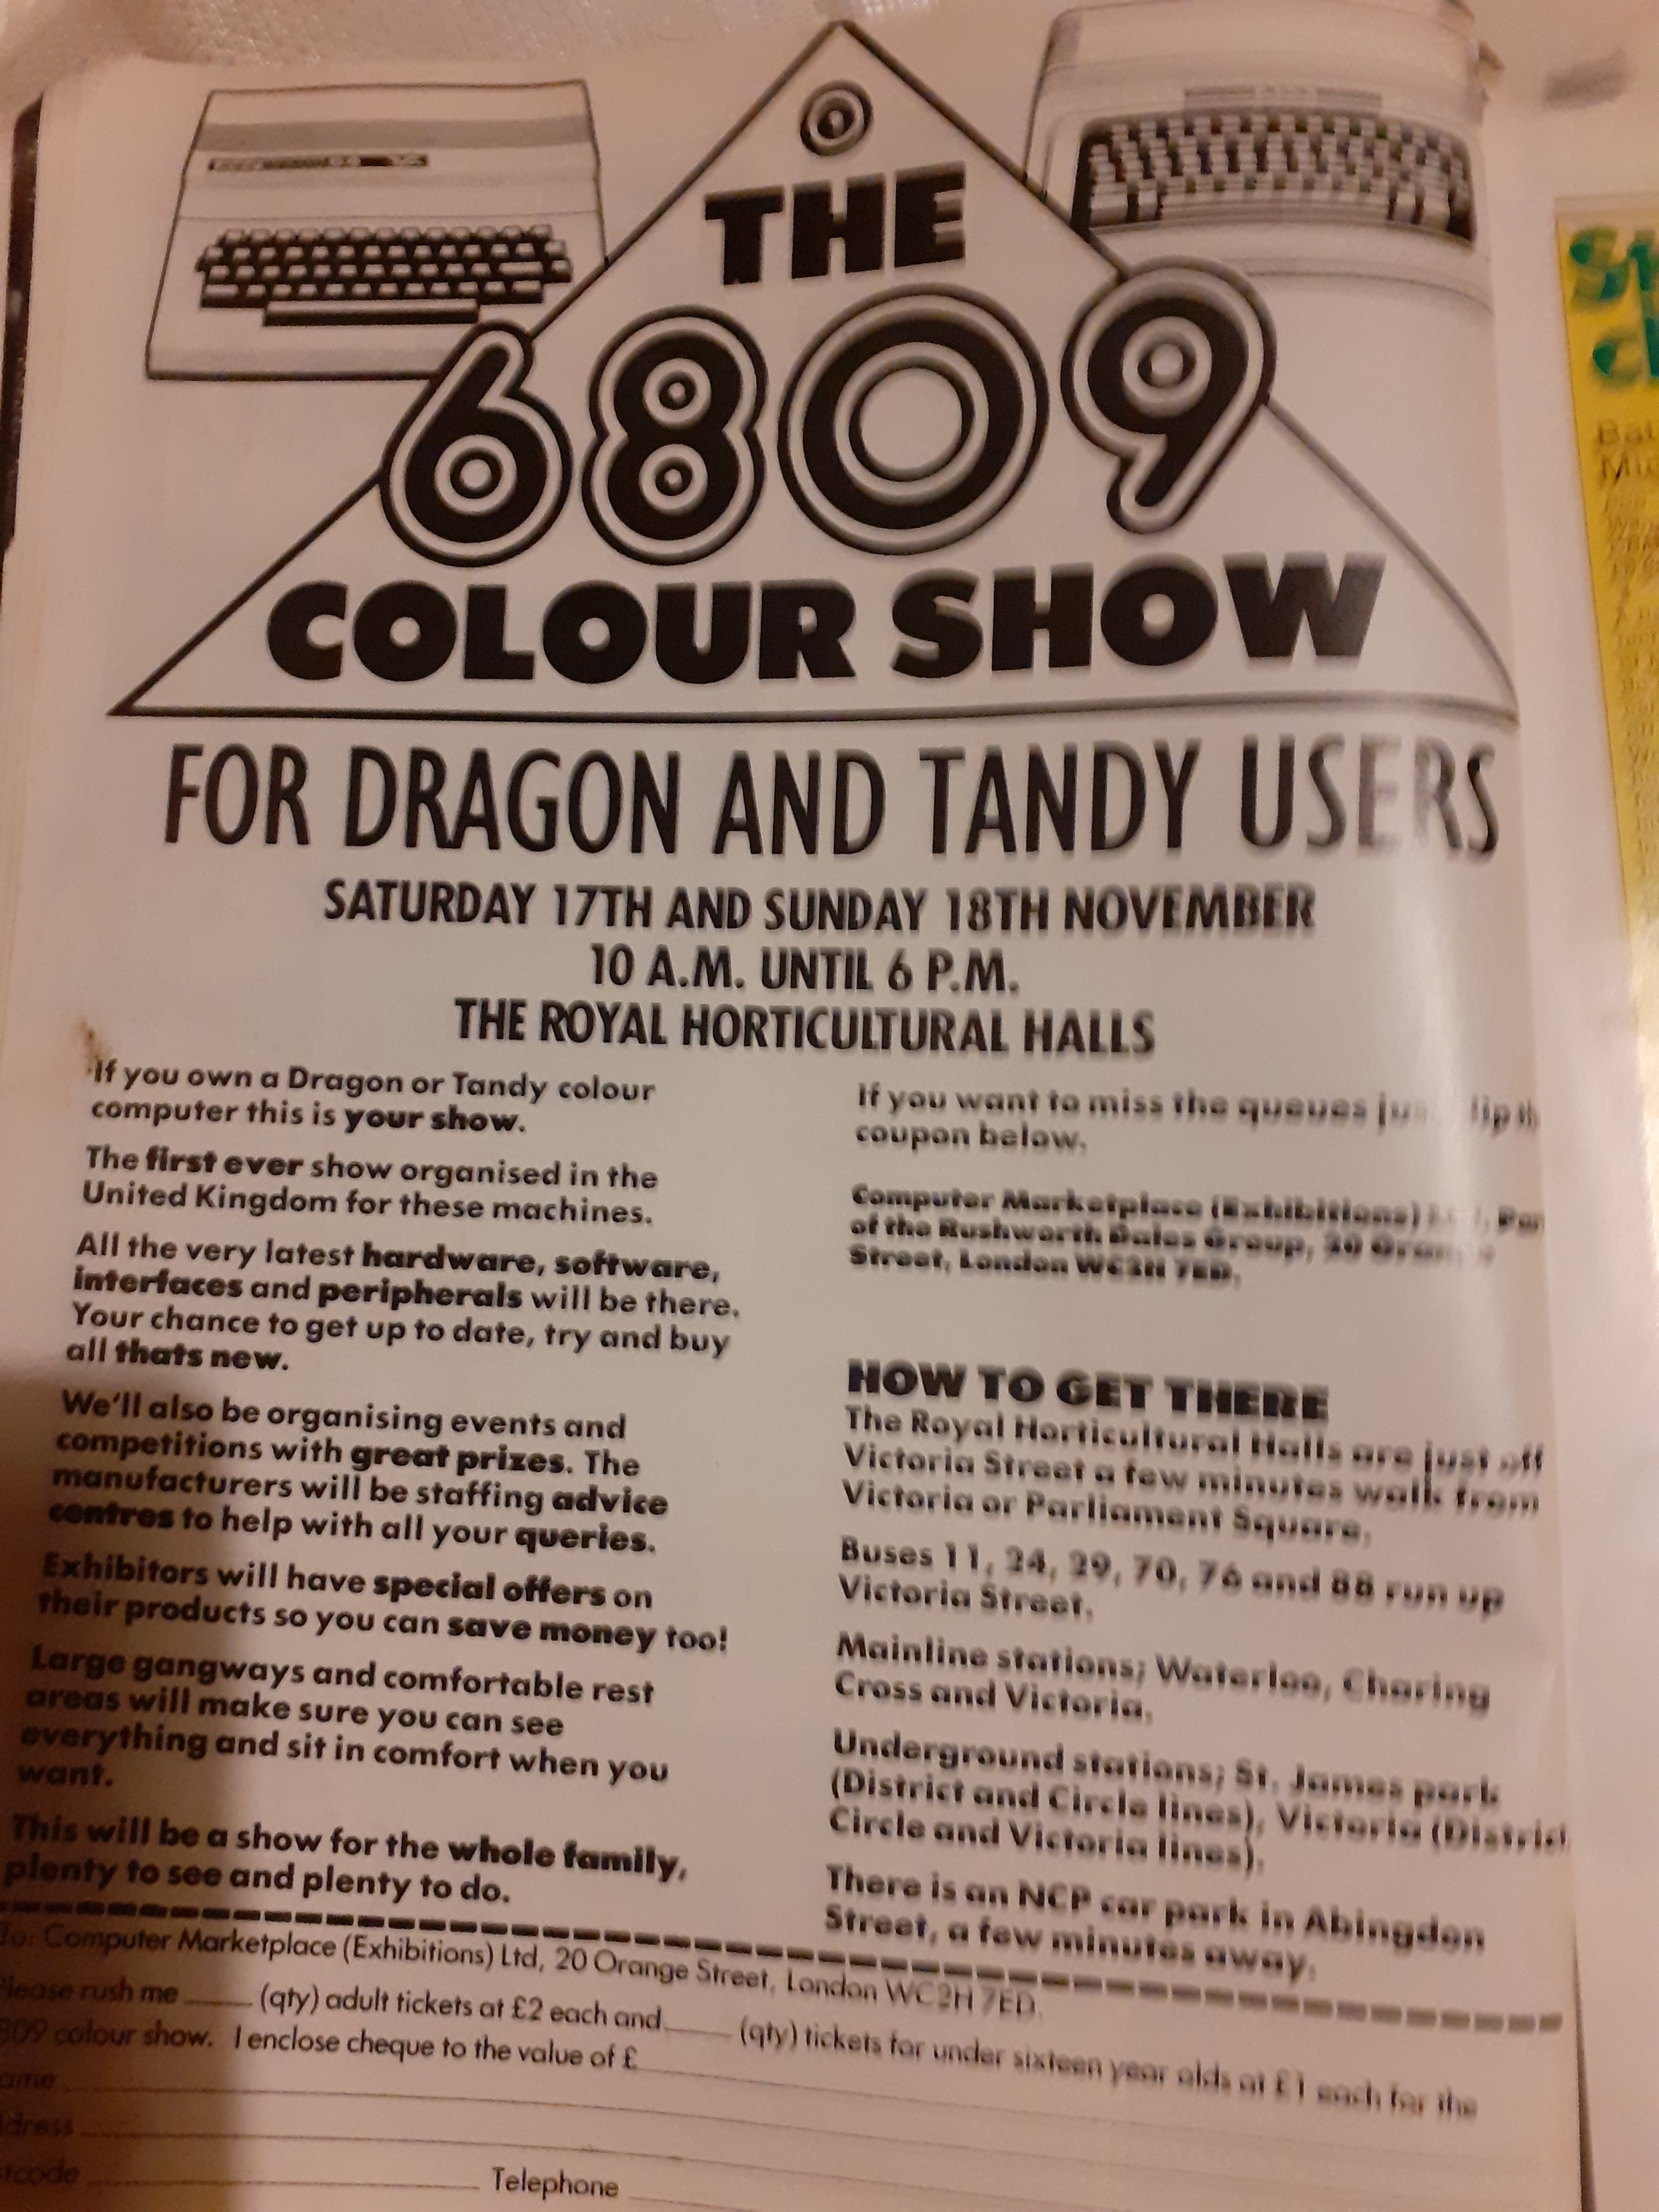 THE
6809
COLOUR SHOW
FOR DRAGON AND TANDY USERS
SATURDAY 17TH AND SUNDAY 18TH NOVEMBER
10 A.M. UNTIL 6 P.M.
THE ROYAL HORTICULTURAL HALLS
If you own a Dragon or Tandy colour
computer this is your show.
The first ever show organised in the
United Kingdom for these machines.
All the very latest hardware, software,
interfaces and peripherals will be there.
Your chance to get up to date, try and buy
all thats new.
We'll also be organising events and
competitions with great prizes. The
manufacturers will be staffing advice
centres to help with all your queries.
Exhibitors will have special offers on
their products so you can save money too!
Large gangways and comfortable rest
areas will make sure you can see
everything and sit in comfort when you
want.
This will be a show for the whole family,
plenty to see and plenty to do.
If you want to miss the queues
coupon below.
Computer Marketplace (Exhibitions)
of the Rushworth Dales Group,
Street, London WC2H 7ED.
HOW TO GET THERE
The Royal Horticultural Halls are just off
Victoria Street a few minutes walk from
Victoria or Parliament Square.
Buses 11, 24, 29, 70, 76 and 88 run up
Victoria Street.
Mainline stations; Waterloo, Charing
Cross and Victoria.
Underground stations; St. James park
(District and Circle lines), Victoria (District
Circle and Victoria lines).
There is an NCP car park in Abingdon
Street, a few minutes away.
To: Computer Marketplace (Exhibitions) Ltd, 20 Orange Street, London WC2H 7ED.
Please rush me (qty) adult tickets at £2 each and (qty) tickets for under sixteen year olds at £1 each for the
809 colour show. I enclose cheque to the value of £
ame
ddress
tcode Telephone